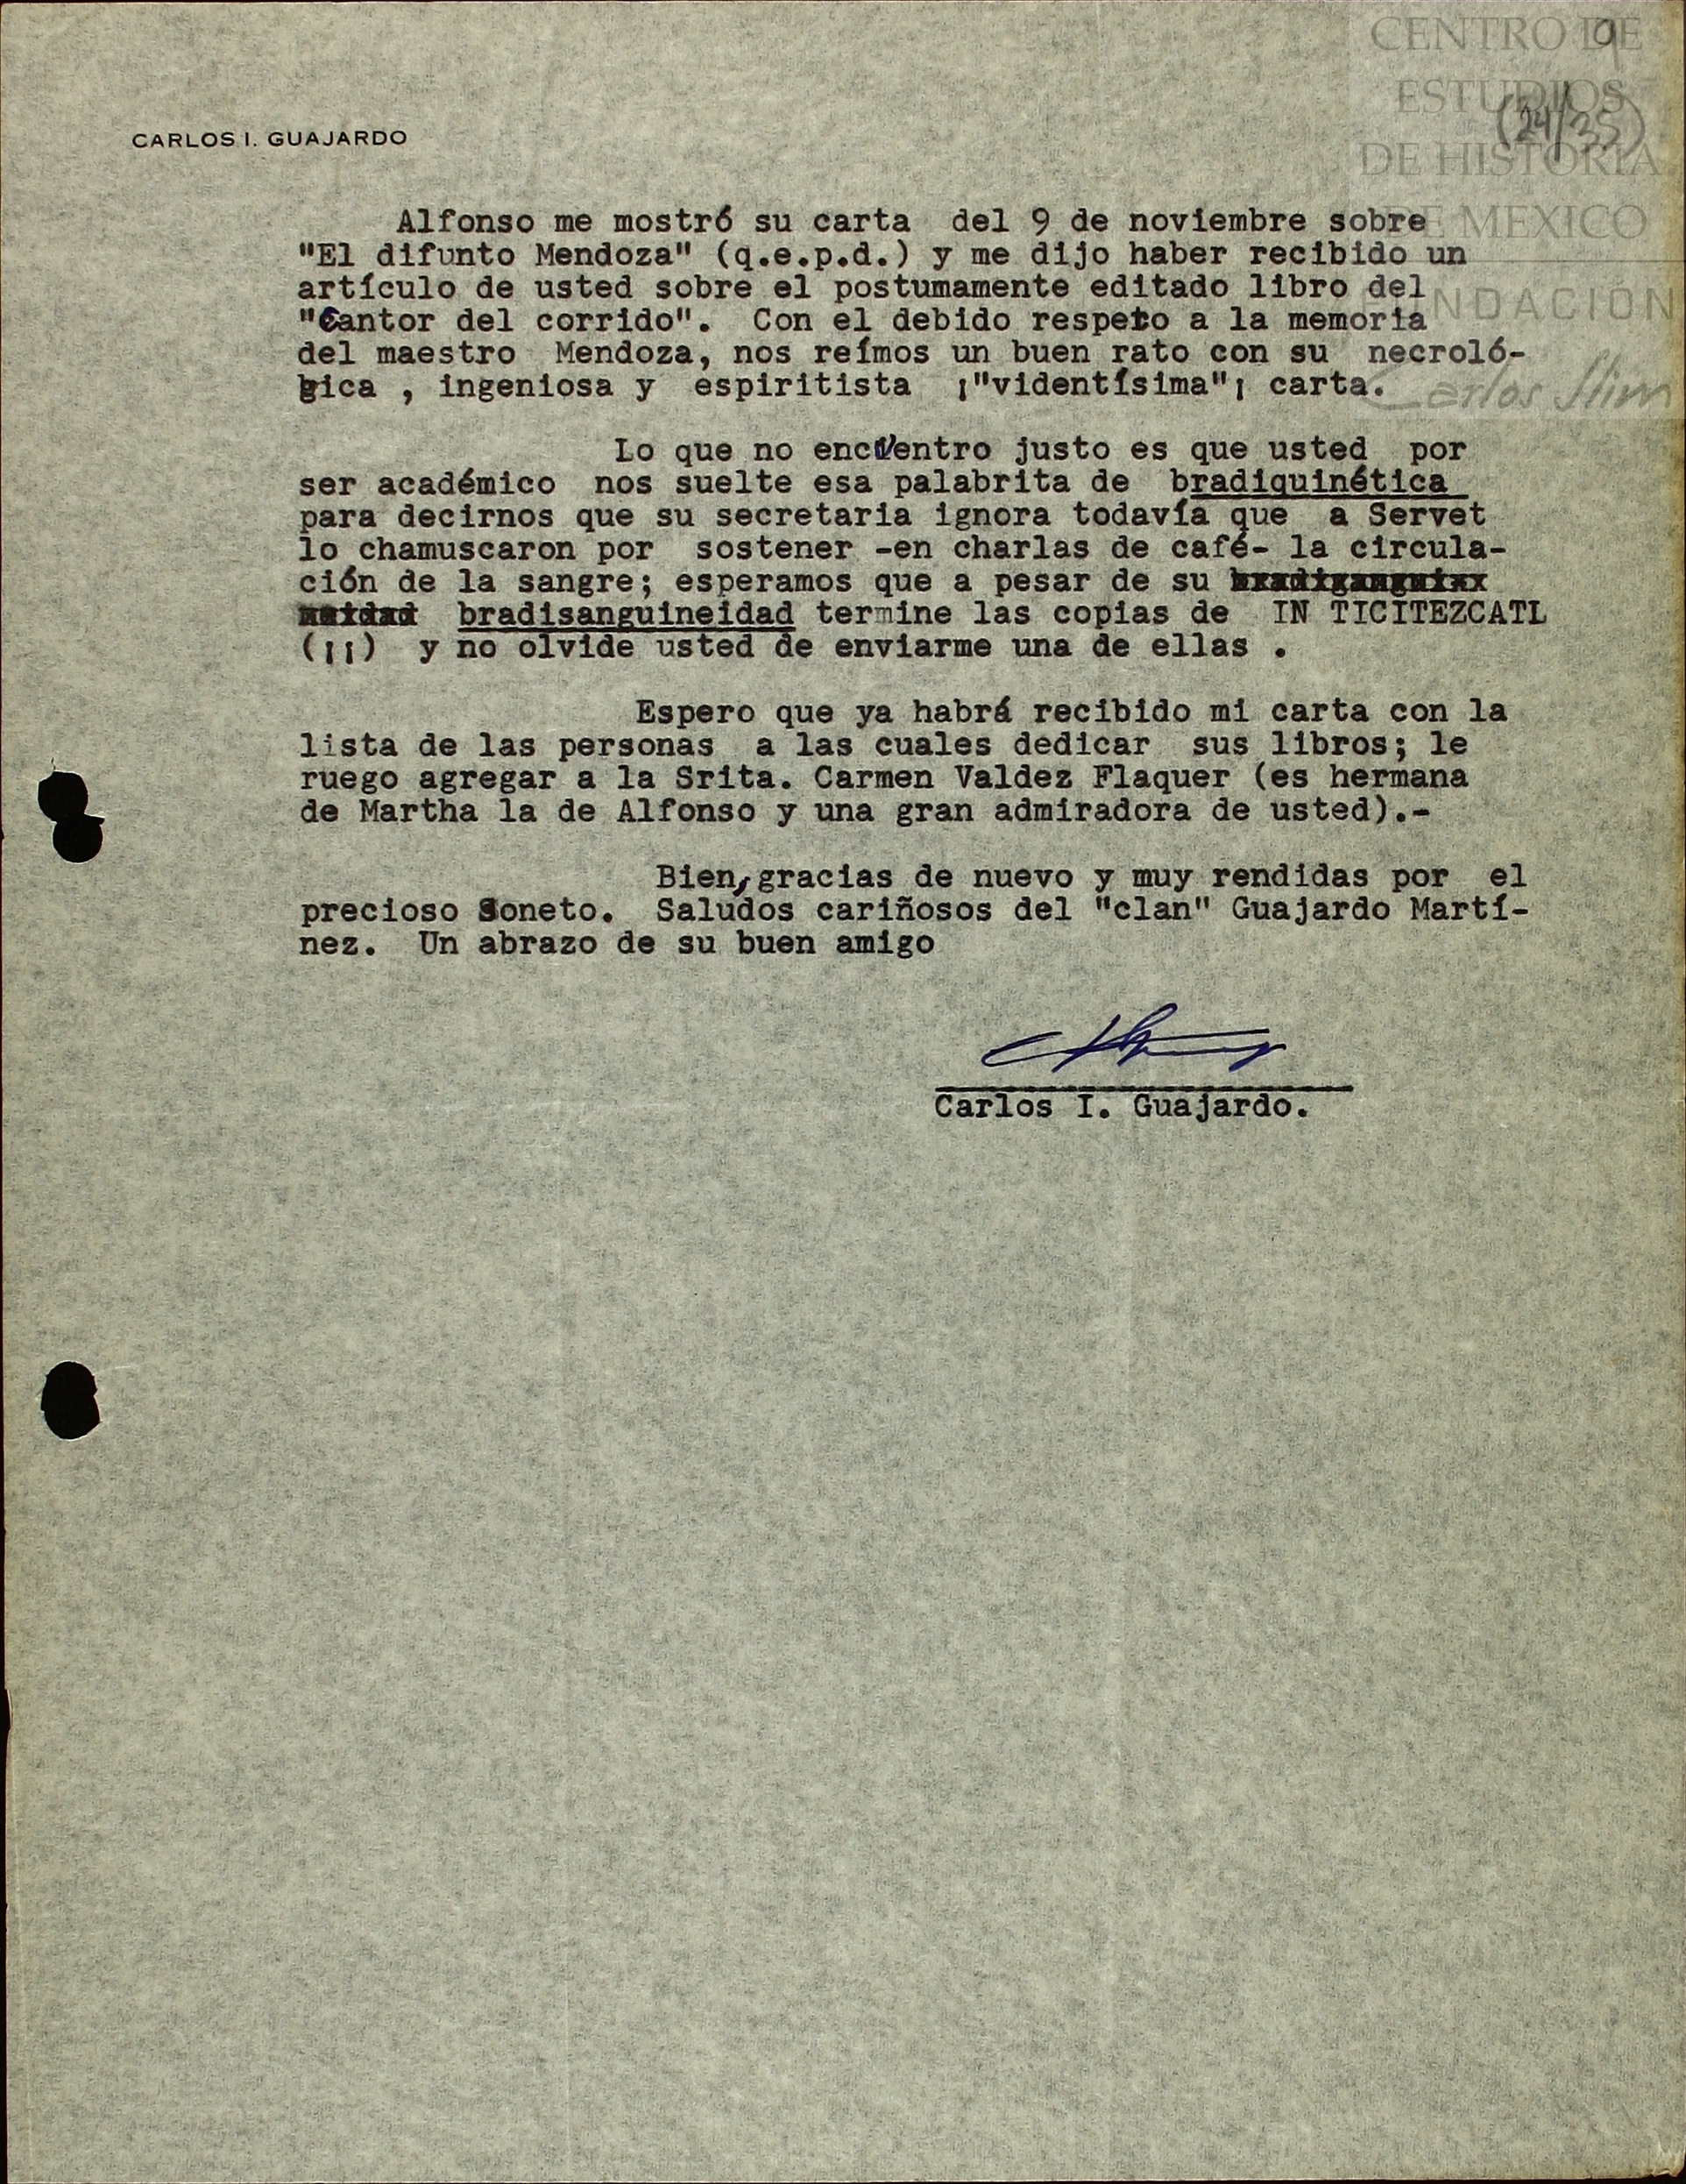 CENTRO DE
ESTUDIOS
(24/35)
DE HISTORIA
DE MEXICO
FUNDACIÓN
Carlos Slim
CARLOS I. GUAJARDO
Alfonso me mostró su carta del 9 de noviembre sobre
"El difunto Mendoza" (q.e.p.d.) y me dijo haber recibido un
artículo de usted sobre el postumamente editado libro del
"Cantor del corrido". Con el debido respeto a la memoria
del maestro Mendoza, nos reímos un buen rato con su necroló-
gica , ingeniosa y espiritista ¡"videntísima"¡ carta.
Lo que no encuentro justo es que usted por
ser académico nos suelte esa palabrita de bradiquinética
para decirnos que su secretaria ignora todavía que a Servet
lo chamuscaron por sostener -en charlas de café- la circula-
ción de la sangre; esperamos que a pesar de su
bradisanguineidad termine las copias de IN TICITEZCATL
(¡¡) y no olvide usted de enviarme una de ellas .
Espero que ya habrá recibido mi carta con la
lista de las personas a las cuales dedicar sus libros; le
ruego agregar a la Srita. Carmen Valdez Flaquer (es hermana
de Martha la de Alfonso y una gran admiradora de usted).-
Bien, gracias de nuevo y muy rendidas por el
precioso Soneto. Saludos cariñosos del "clan" Guajardo Martí-
nez. Un abrazo de su buen amigo
Carlos I. Guajardo.